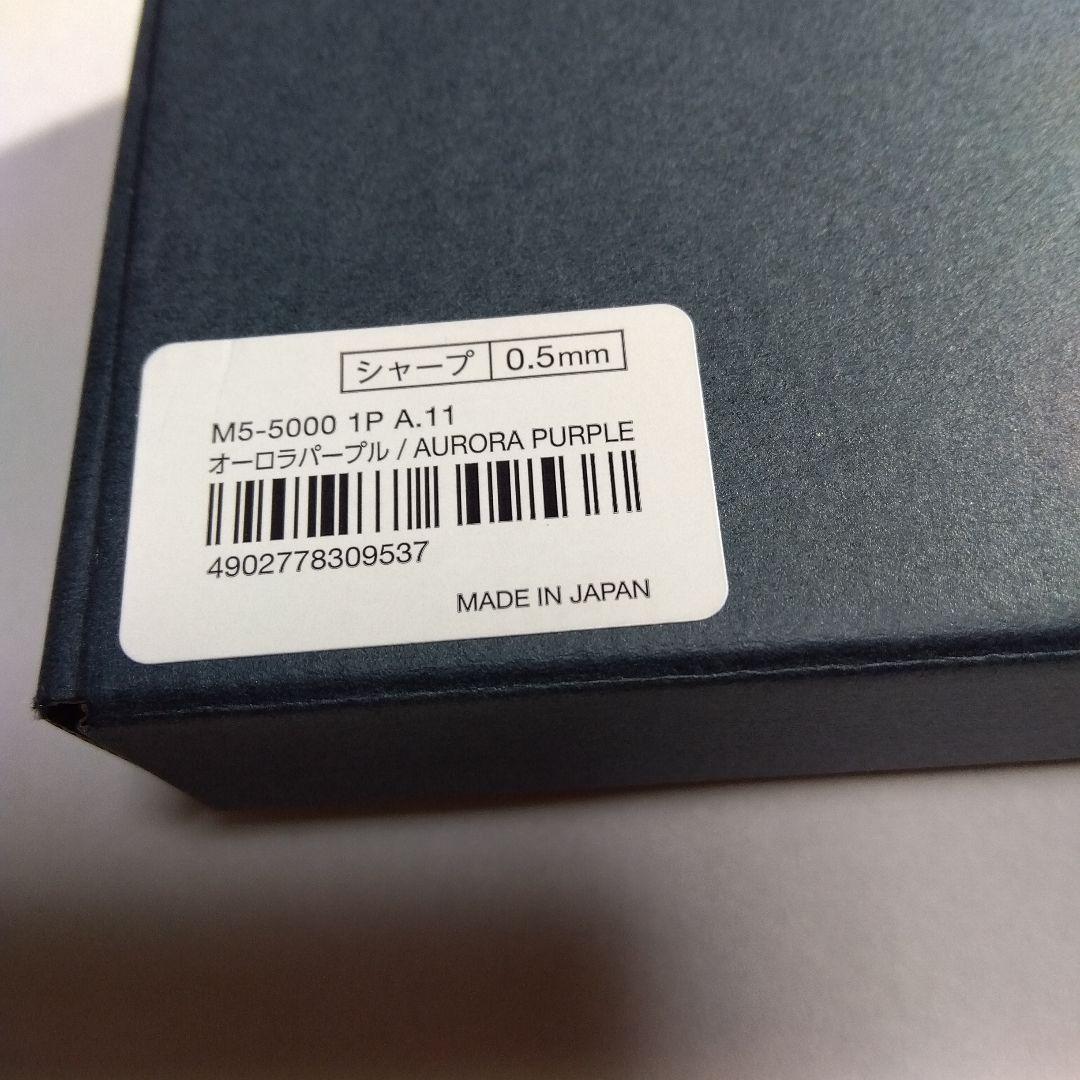 シャープ 0.5mm
M5-5000 1P A.11
オーロラパープル / AURORA PURPLE
4902778309537
MADE IN JAPAN